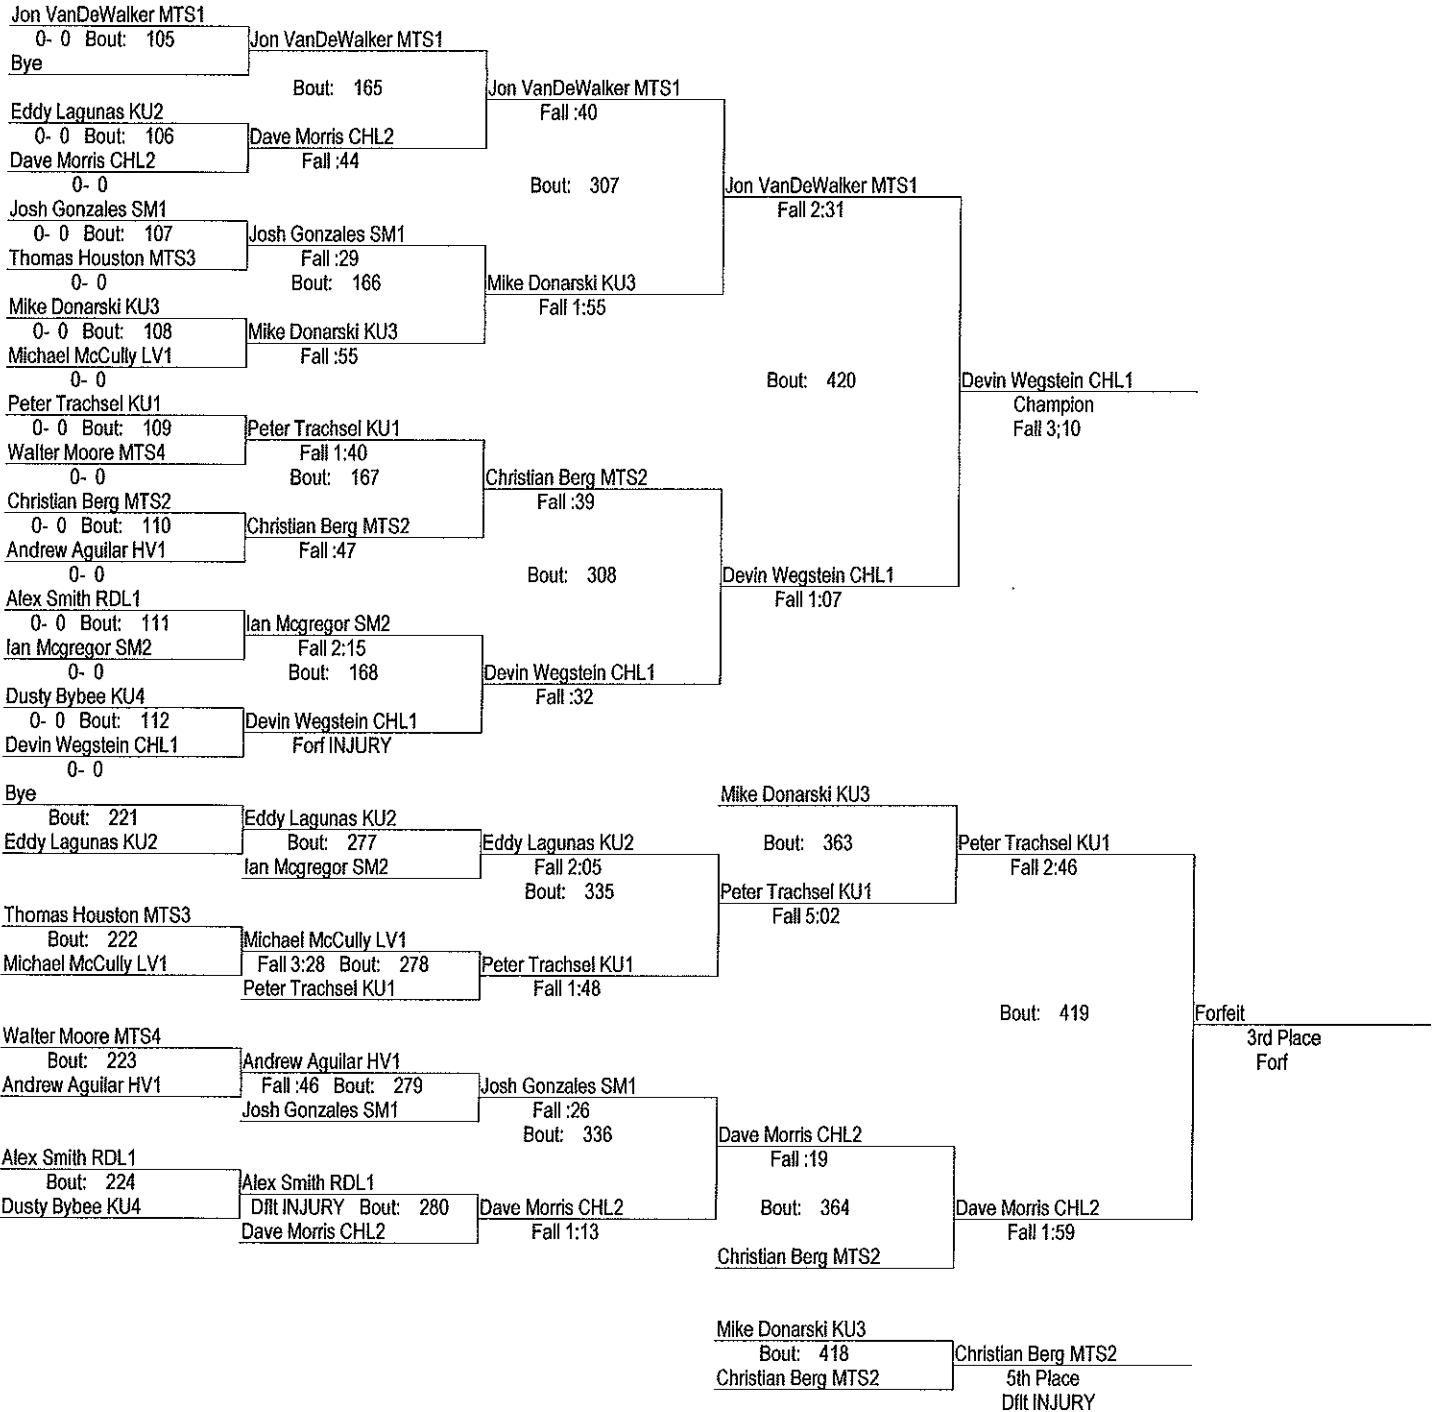 Jon VanDeWalker MTS1
0- 0 Bout: 105
Bye
Jon VanDeWalker MTS1
Bout: 165
Eddy Lagunas KU2
0- 0 Bout: 106
Dave Morris CHL2
0- 0
Dave Morris CHL2
Fall :44
Jon VanDeWalker MTS1
Fall :40
Bout: 307
Josh Gonzales SM1
0- 0 Bout: 107
Thomas Houston MTS3
0- 0
Josh Gonzales SM1
Fall :29
Bout: 166
Mike Donarski KU3
0- 0 Bout: 108
Michael McCully LV1
0- 0
Mike Donarski KU3
Fall :55
Mike Donarski KU3
Fall 1:55
Jon VanDeWalker MTS1
Fall 2:31
Bout: 420
Peter Trachsel KU1
0- 0 Bout: 109
Walter Moore MTS4
0- 0
Peter Trachsel KU1
Fall 1:40
Bout: 167
Christian Berg MTS2
0- 0 Bout: 110
Andrew Aguilar HV1
0- 0
Christian Berg MTS2
Fall :47
Christian Berg MTS2
Fall :39
Bout: 308
Alex Smith RDL1
0- 0 Bout: 111
Ian Mcgregor SM2
0- 0
Ian Mcgregor SM2
Fall 2:15
Bout: 168
Dusty Bybee KU4
0- 0 Bout: 112
Devin Wegstein CHL1
0- 0
Devin Wegstein CHL1
Forf INJURY
Devin Wegstein CHL1
Fall :32
Devin Wegstein CHL1
Fall 1:07
Devin Wegstein CHL1
Champion
Fall 3;10
Bye
Bout: 221
Eddy Lagunas KU2
Eddy Lagunas KU2
Bout: 277
Ian Mcgregor SM2
Eddy Lagunas KU2
Fall 2:05
Bout: 335
Thomas Houston MTS3
Bout: 222
Michael McCully LV1
Michael McCully LV1
Fall 3:28 Bout: 278
Peter Trachsel KU1
Peter Trachsel KU1
Fall 1:48
Mike Donarski KU3
Bout: 363
Peter Trachsel KU1
Fall 5:02
Peter Trachsel KU1
Fall 2:46
Bout: 419
Walter Moore MTS4
Bout: 223
Andrew Aguilar HV1
Andrew Aguilar HV1
Fall :46 Bout: 279
Josh Gonzales SM1
Josh Gonzales SM1
Fall :26
Bout: 336
Alex Smith RDL1
Bout: 224
Dusty Bybee KU4
Alex Smith RDL1
Dflt INJURY Bout: 280
Dave Morris CHL2
Dave Morris CHL2
Fall 1:13
Dave Morris CHL2
Fall :19
Bout: 364
Christian Berg MTS2
Dave Morris CHL2
Fall 1:59
Forfeit
3rd Place
Forf
Mike Donarski KU3
Bout: 418
Christian Berg MTS2
Christian Berg MTS2
5th Place
Dflt INJURY